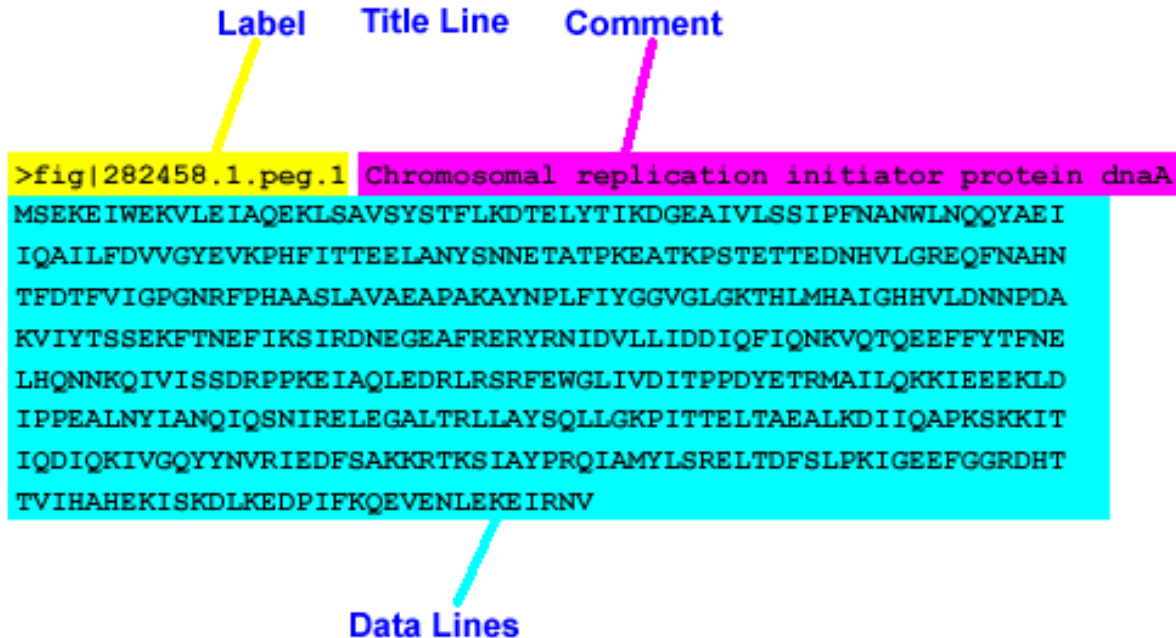 Label Title Line Comment
>fig|282458.1.peg.1 Chromosomal replication initiator protein dnaA
MSEKEIWEKVLEIAQEKLSAVSYSTFLKDTELYTIKDGEAIVLSSIPFNANWLNQQYAEI
IQAILFDVVGYEVKPHFITTEELANYSNNETATPKEATKPSTETTEDNHVLGREQFNAHN
TFDTFVIGPGNRFPHAASLAVAEAPAKAYNPLFIYGGVGLGKTHLMHAIGHHVLDNNPDA
KVIYTSSEKFTNEFIKSIRDNEGEAFRERYRNIDVLLIDDIQFIQNKVQTQEEFFYTFNE
LHQNNKQIVISSDRPPKEIAQLEDRLRSRFEWGLIVDITPPDYETRMAILQKKIEEEKLD
IPPEALNYIANQIQSNIRELEGALTRLLAYSQLLGKPITTELTAEALKDIIQAPKSKKIT
IQDIQKIVGQYYNVRIEDFSAKKRTKSIAYPRQIAMYLSRELTDFSLPKIGEEFGGRDHT
TVIHAHEKISKDLKEDPIFKQEVENLEKEIRNV
Data Lines